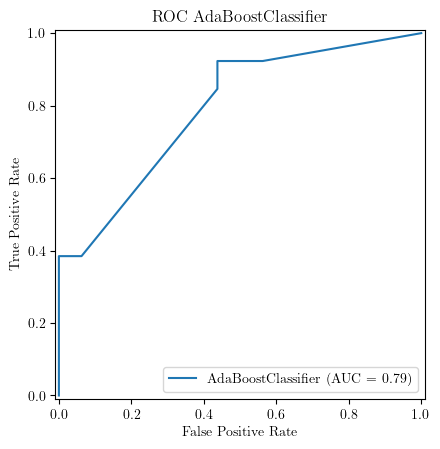 ROC AdaBoostClassifier
True Positive Rate
1.0
0.8
0.6
0.4
0.2
0.0
0.0 0.2 0.4 0.6 0.8 1.0
False Positive Rate
AdaBoostClassifier (AUC = 0.79)